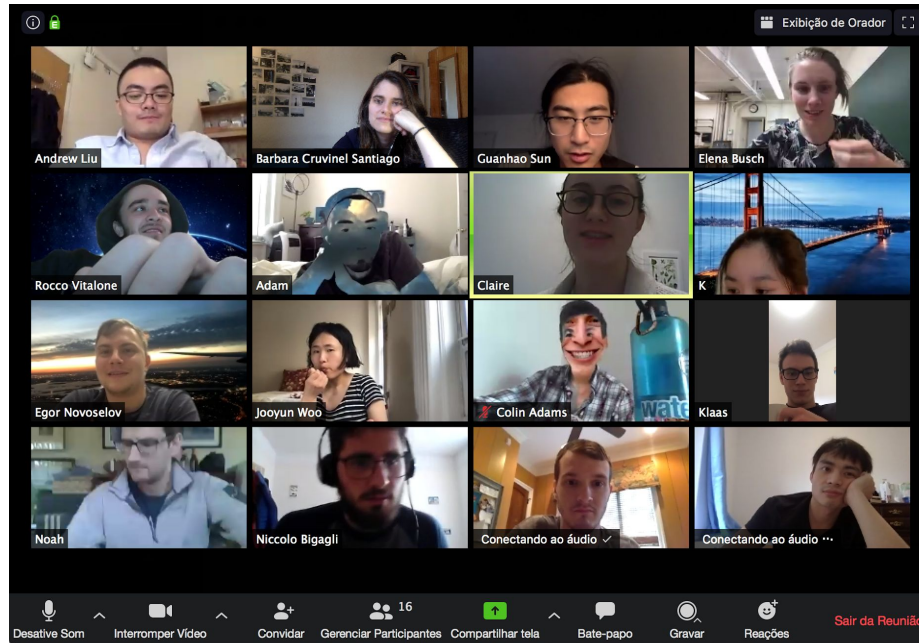 Exibição de Orador
Andrew Liu
Barbara Cruvinel Santiago
Guanhao Sun
Elena Busch
Rocco Vitalone
Adam
Claire
K
Egor Novoselov
Jooyun Woo
Colin Adams
wate
Klaas
Noah
Niccolo Bigagli
Conectando ao áudio
Conectando ao áudio ···
16
Desative Som
Interromper Vídeo
Convidar
Gerenciar Participantes
Compartilhar tela
Bate-papo
Gravar
Reações
Sair da Reunião